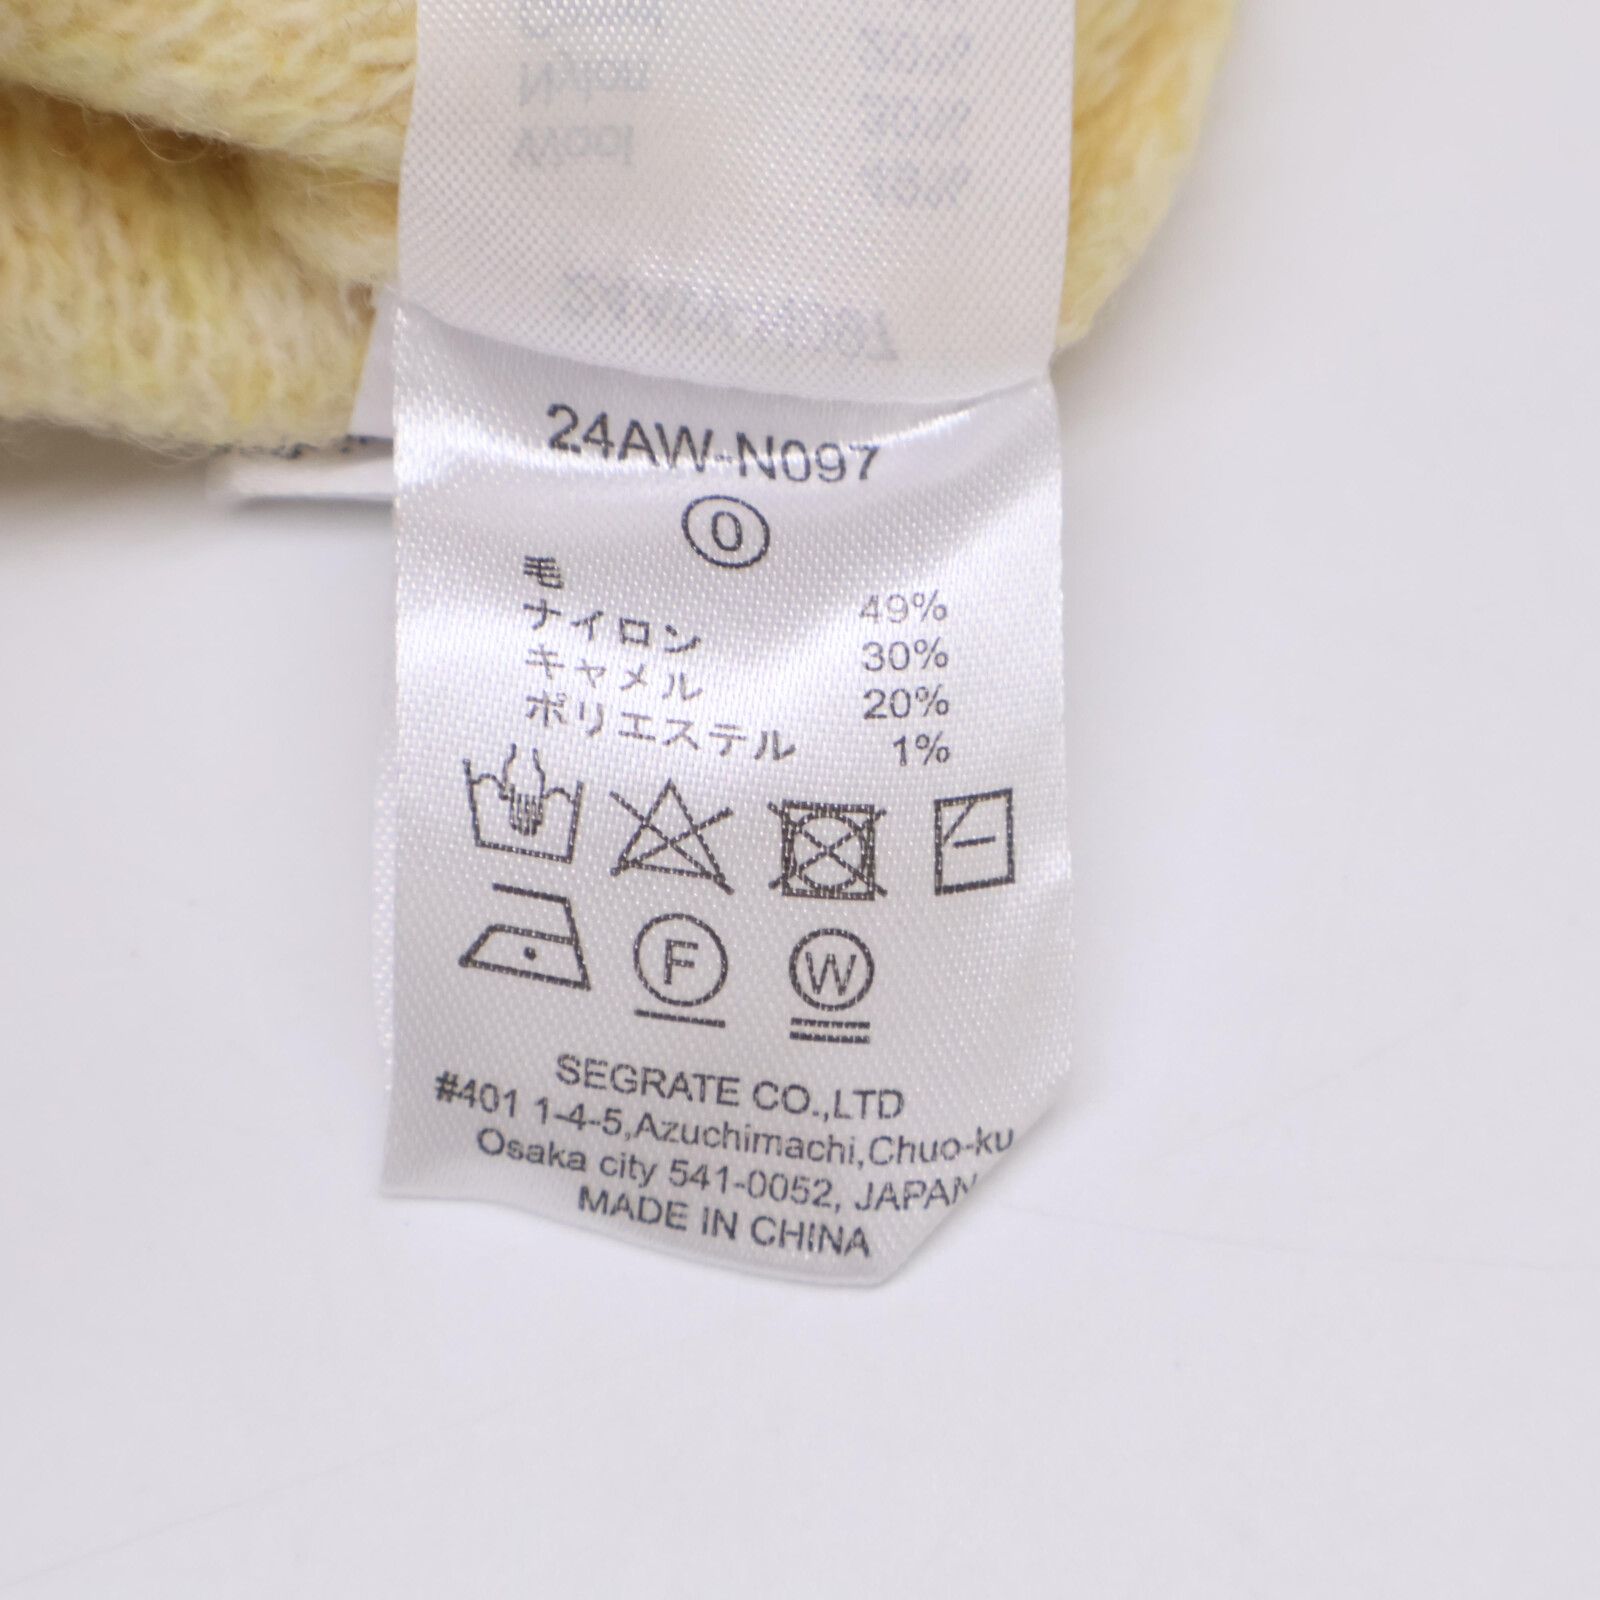 24AW-N097
0
毛 49%
ナイロン 30%
キャメル 20%
ポリエステル 1%
F W
SEGRATE CO.,LTD
#401 1-4-5,Azuchimachi,Chuo-ku
Osaka city 541-0052, JAPAN
MADE IN CHINA